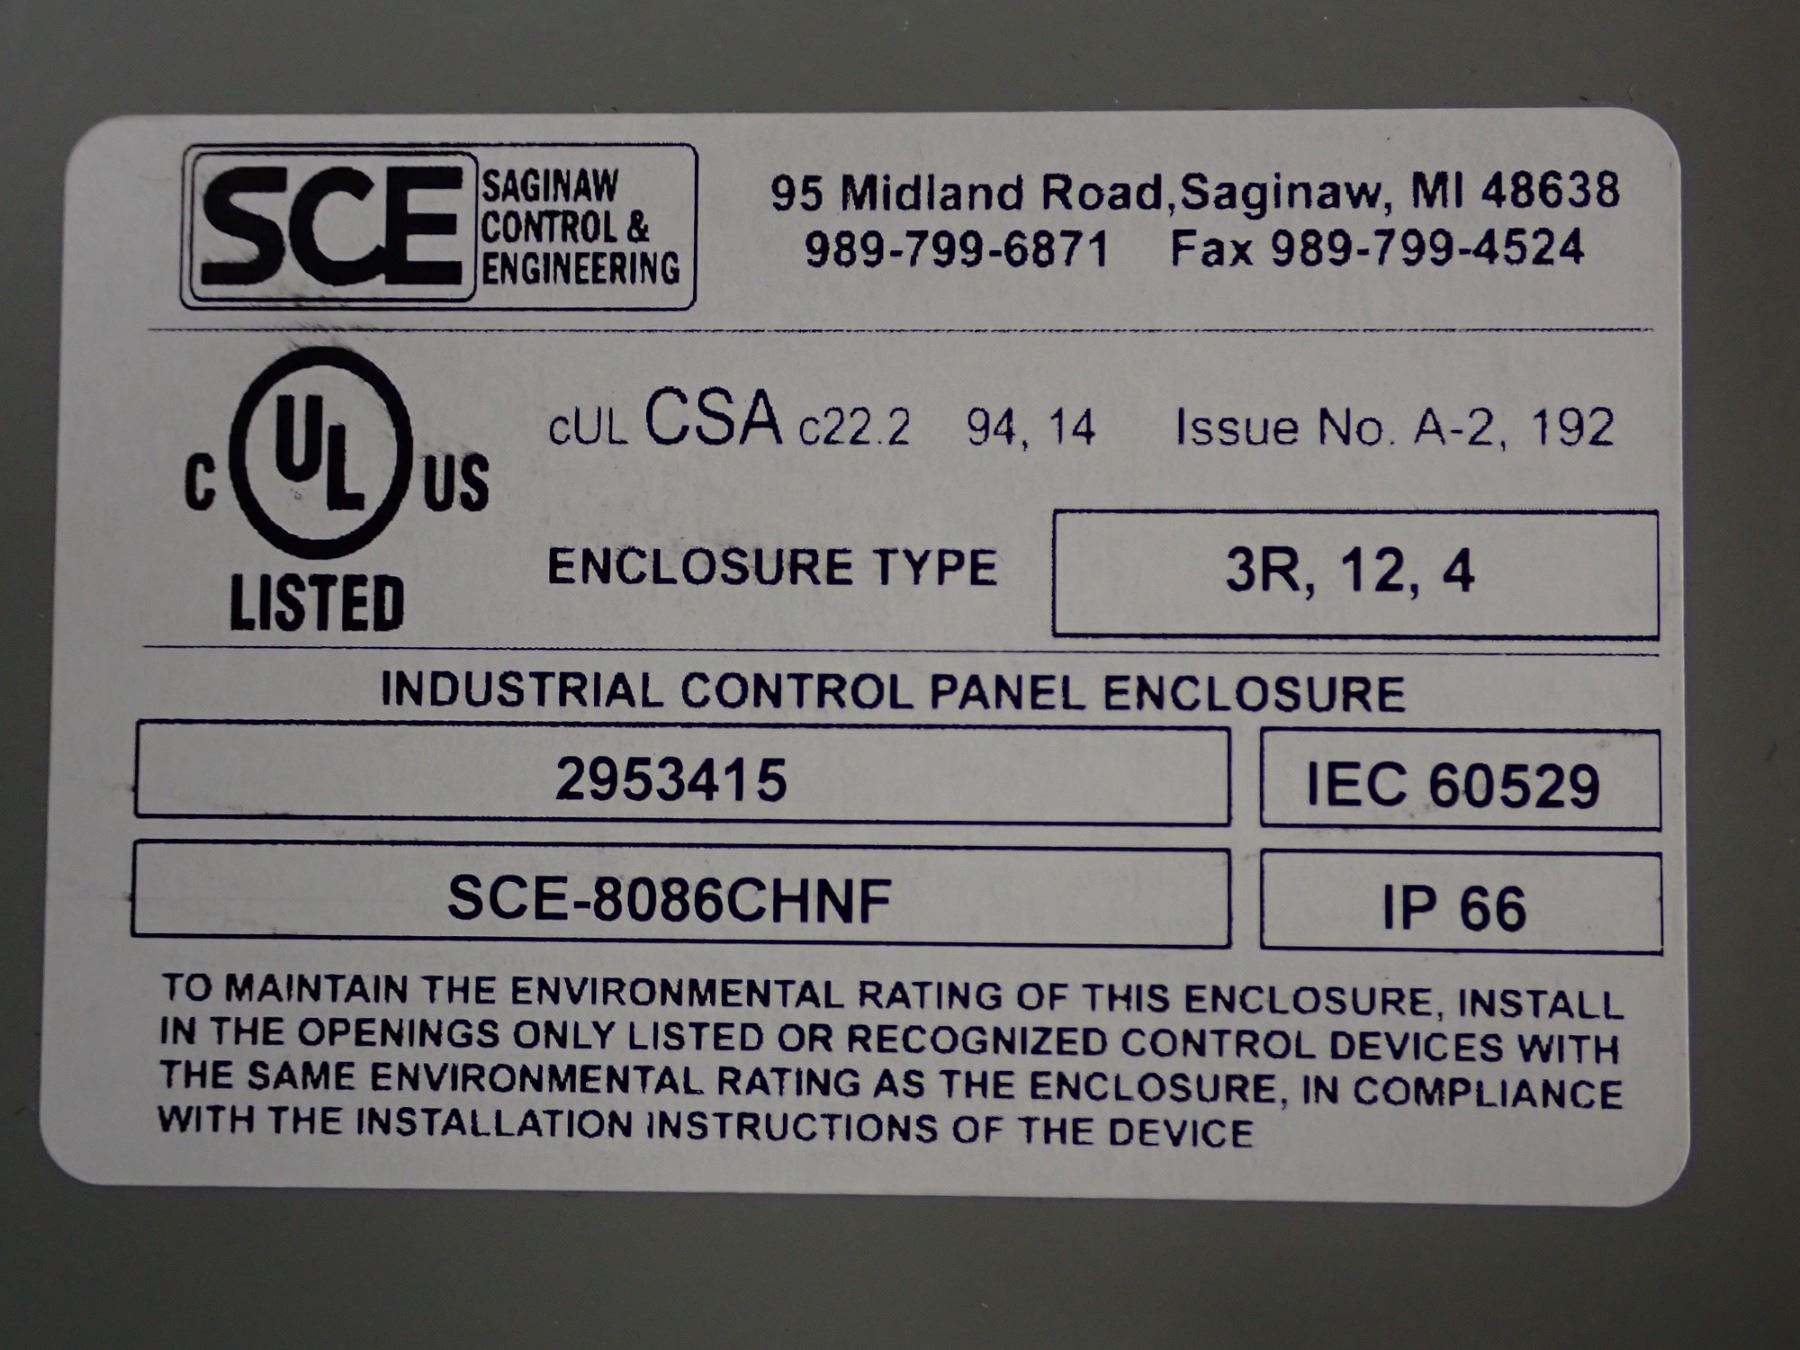 SCE SAGINAW CONTROL & ENGINEERING
95 Midland Road,Saginaw, MI 48638
989-799-6871 Fax 989-799-4524
C UL US
LISTED
cUL CSA c22.2 94, 14 Issue No. A-2, 192
ENCLOSURE TYPE 3R, 12, 4
INDUSTRIAL CONTROL PANEL ENCLOSURE
2953415 IEC 60529
SCE-8086CHNF IP 66
TO MAINTAIN THE ENVIRONMENTAL RATING OF THIS ENCLOSURE, INSTALL
IN THE OPENINGS ONLY LISTED OR RECOGNIZED CONTROL DEVICES WITH
THE SAME ENVIRONMENTAL RATING AS THE ENCLOSURE, IN COMPLIANCE
WITH THE INSTALLATION INSTRUCTIONS OF THE DEVICE